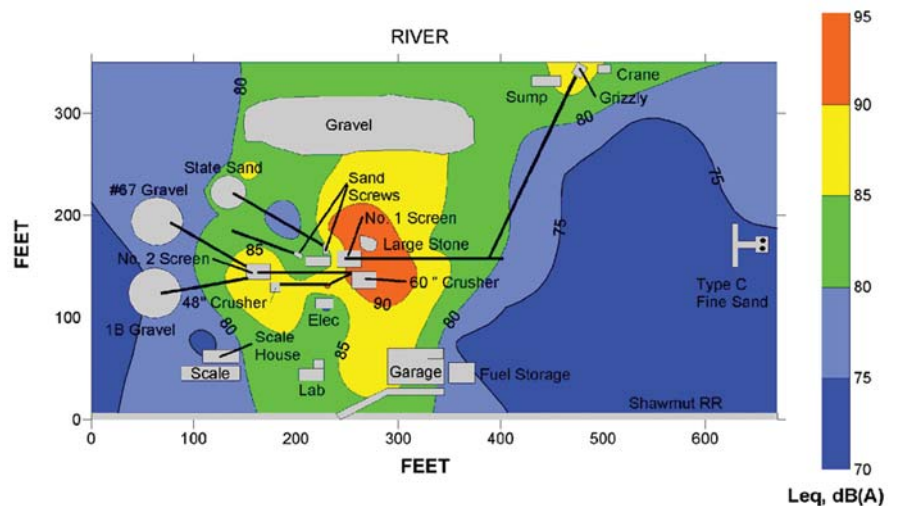 RIVER
95
80
Crane
Sump
Grizzly
300
Gravel
80
90
State Sand
75
75
#67 Gravel
Sand
Screws
200
No. 1 Screen
85
85
Large Stone
No. 2 Screen
Type C
Fine Sand
48" Crusher
60 " Crusher
90
80
100
1B Gravel
80
Elec
80
Scale
House
85
75
Scale
Lab
Garage
Fuel Storage
Shawmut RR
0
0
100
200
300
400
500
600
70
FEET
FEET
Leq, dB(A)